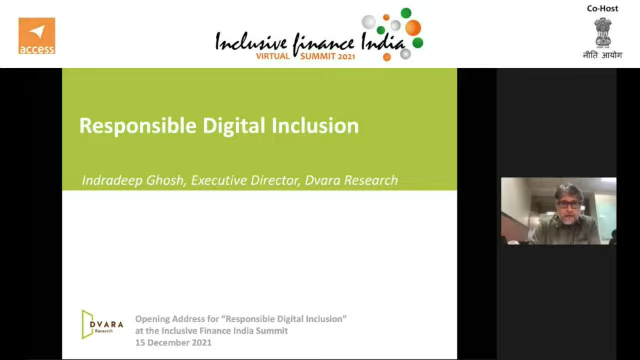 access
Inclusive finance India
VIRTUAL SUMMIT 2021
Co-Host
नीति आयोग
Responsible Digital Inclusion
Indradeep Ghosh, Executive Director, Dvara Research
DVARA
Research
Opening Address for "Responsible Digital Inclusion"
at the Inclusive Finance India Summit
15 December 2021